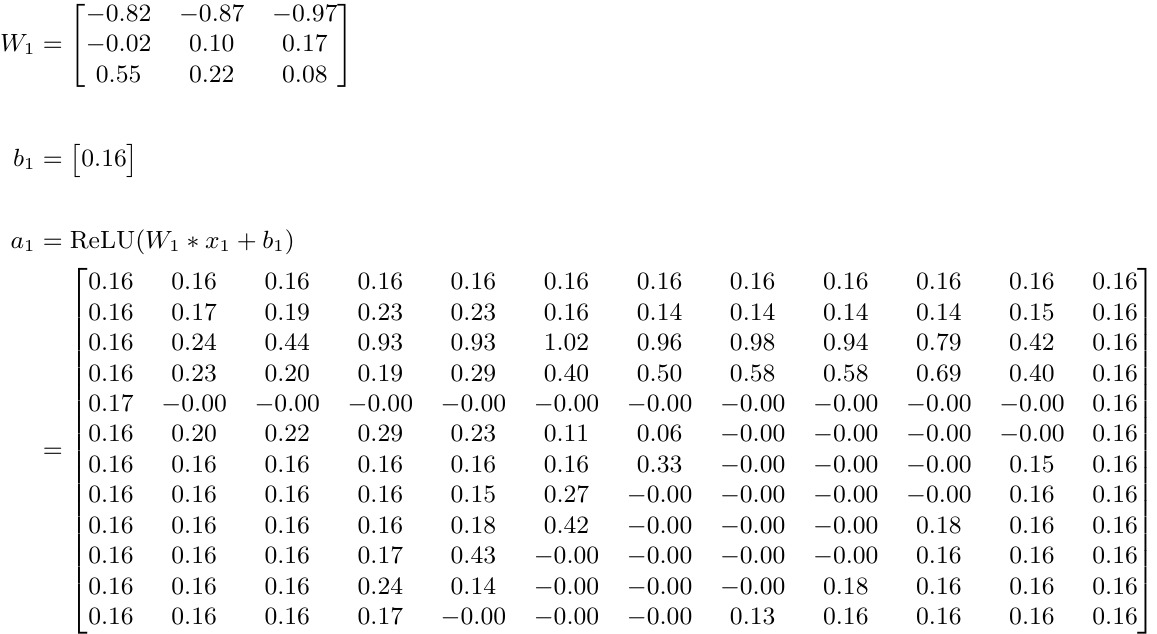 W₁ = [−0.82 −0.87 −0.97
−0.02 0.10 0.17
0.55 0.22 0.08]
b₁ = [0.16]
a₁ = ReLU(W₁ ∗ x₁ + b₁)
= [0.16 0.16 0.16 0.16 0.16 0.16 0.16 0.16 0.16 0.16 0.16 0.16
0.16 0.17 0.19 0.23 0.23 0.16 0.14 0.14 0.14 0.14 0.15 0.16
0.16 0.24 0.44 0.93 0.93 1.02 0.96 0.98 0.94 0.79 0.42 0.16
0.16 0.23 0.20 0.19 0.29 0.40 0.50 0.58 0.58 0.69 0.40 0.16
0.17 −0.00 −0.00 −0.00 −0.00 −0.00 −0.00 −0.00 −0.00 −0.00 −0.00 0.16
0.16 0.20 0.22 0.29 0.23 0.11 0.06 −0.00 −0.00 −0.00 −0.00 0.16
0.16 0.16 0.16 0.16 0.16 0.16 0.33 −0.00 −0.00 −0.00 0.15 0.16
0.16 0.16 0.16 0.16 0.15 0.27 −0.00 −0.00 −0.00 −0.00 0.16 0.16
0.16 0.16 0.16 0.16 0.18 0.42 −0.00 −0.00 −0.00 0.18 0.16 0.16
0.16 0.16 0.16 0.17 0.43 −0.00 −0.00 −0.00 −0.00 0.16 0.16 0.16
0.16 0.16 0.16 0.24 0.14 −0.00 −0.00 −0.00 0.18 0.16 0.16 0.16
0.16 0.16 0.16 0.17 −0.00 −0.00 −0.00 0.13 0.16 0.16 0.16 0.16]